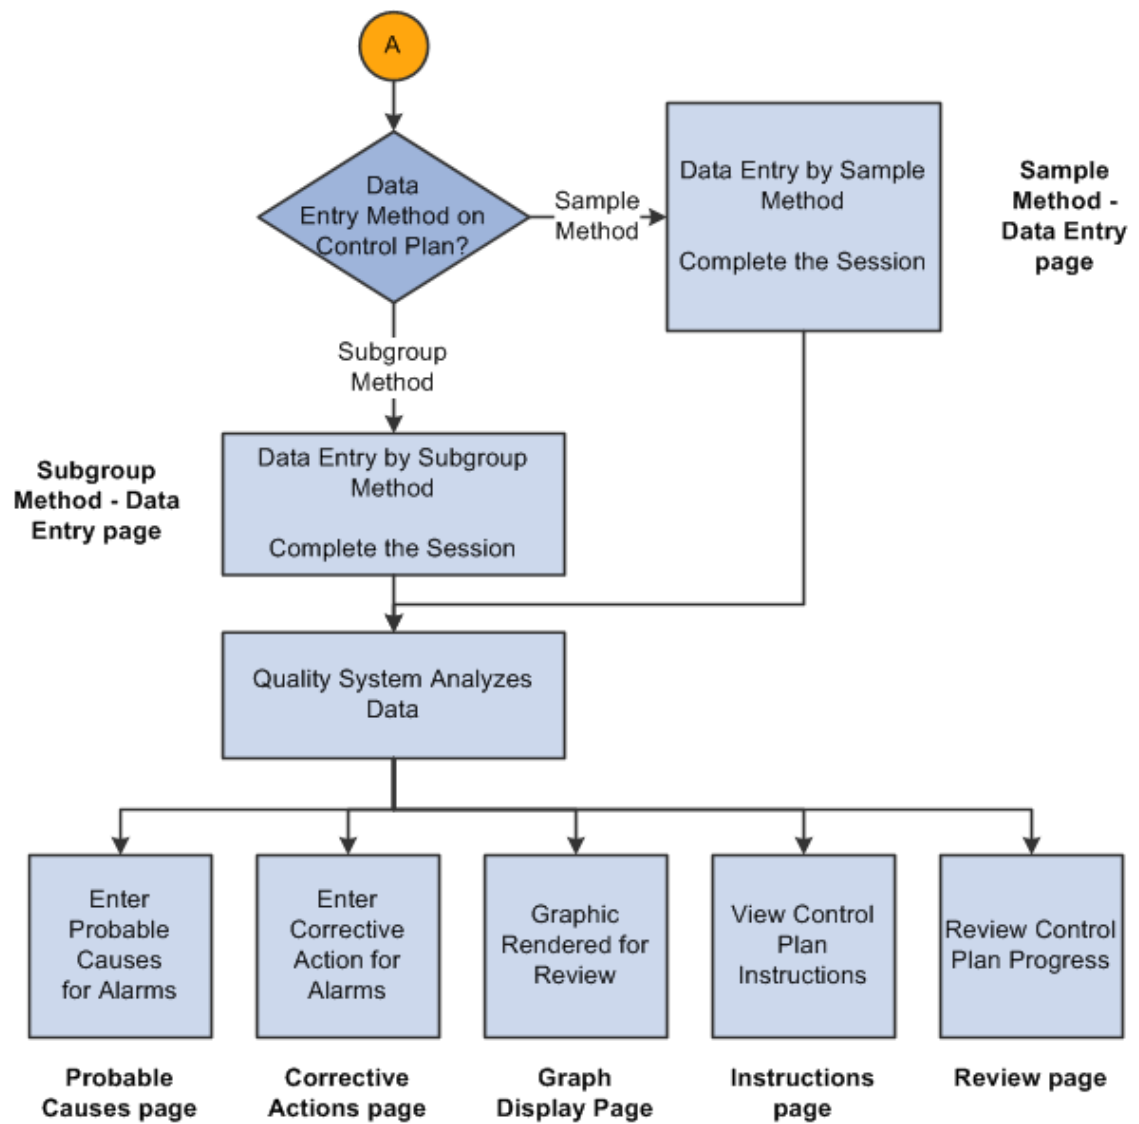 A
Data
Entry Method on
Control Plan?
Sample
Method
Data Entry by Sample
Method
Complete the Session
Sample
Method -
Data Entry
page
Subgroup
Method
Subgroup
Method - Data
Entry page
Data Entry by Subgroup
Method
Complete the Session
Quality System Analyzes
Data
Enter
Probable
Causes
for Alarms
Enter
Corrective
Action for
Alarms
Graphic
Rendered for
Review
View Control
Plan
Instructions
Review Control
Plan Progress
Probable
Causes page
Corrective
Actions page
Graph
Display Page
Instructions
page
Review page